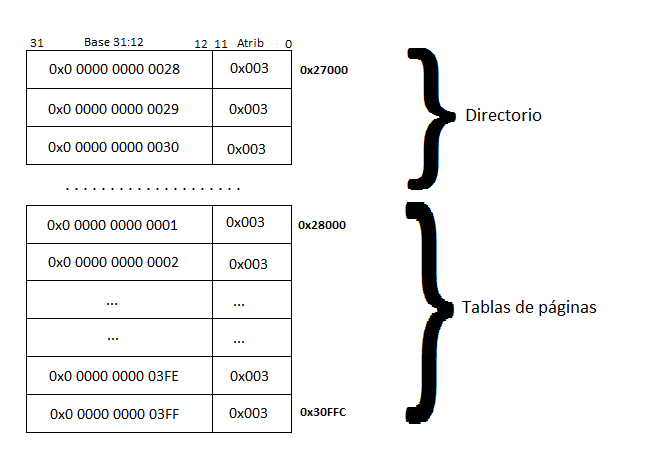 31 Base 31:12 12 11 Atrib 0
0x0 0000 0000 0028 0x003 0x27000
0x0 0000 0000 0029 0x003
Directorio
0x0 0000 0000 0030 0x003
....................
0x0 0000 0000 0001 0x003 0x28000
0x0 0000 0000 0002 0x003
... ...
Tablas de páginas
... ...
0x0 0000 0000 03FE 0x003
0x0 0000 0000 03FF 0x003 0x30FFC